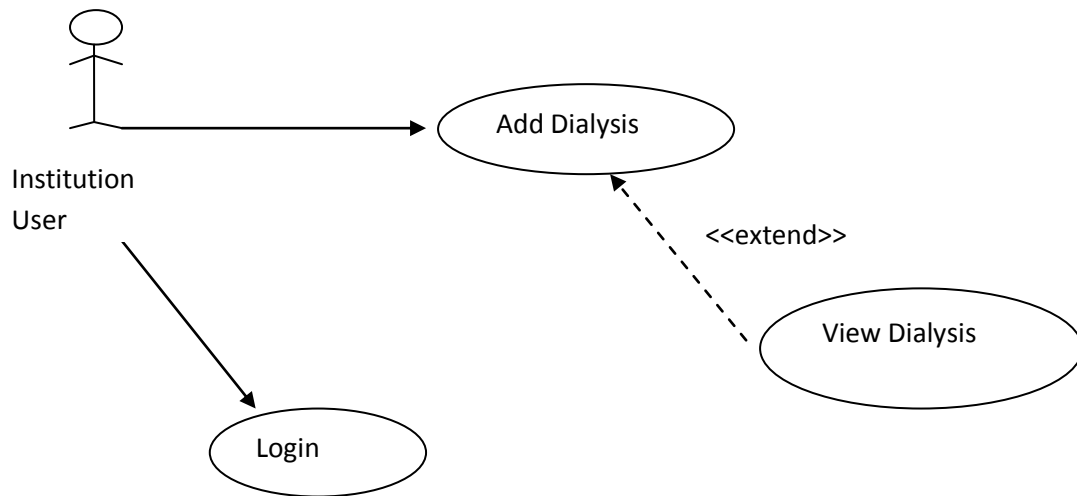 Add Dialysis
Institution
User
<<extend>>
View Dialysis
Login